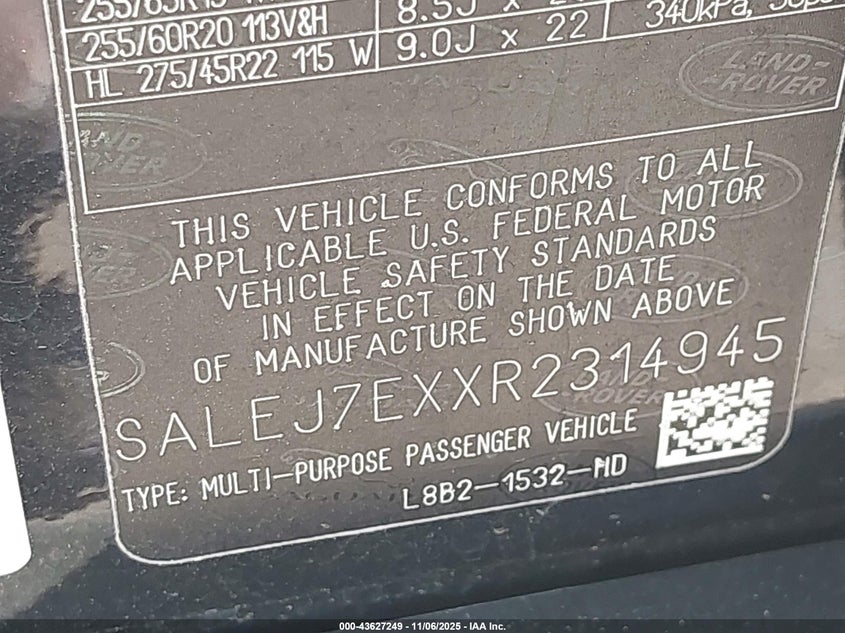 255/60R20 113V&H 8.5J x
HL 275/45R22 115 W 9.0J x 22 340kPa,
LAND-
ROVER
LAND-
ROVER
THIS VEHICLE CONFORMS TO ALL
APPLICABLE U.S. FEDERAL MOTOR
VEHICLE SAFETY STANDARDS
IN EFFECT ON THE DATE
OF MANUFACTURE SHOWN ABOVE
SALEJ7EXXR2314945
TYPE: MULTI-PURPOSE PASSENGER VEHICLE
L8B2-1532-MD
000-43627249 - 11/06/2025 - IAA Inc.